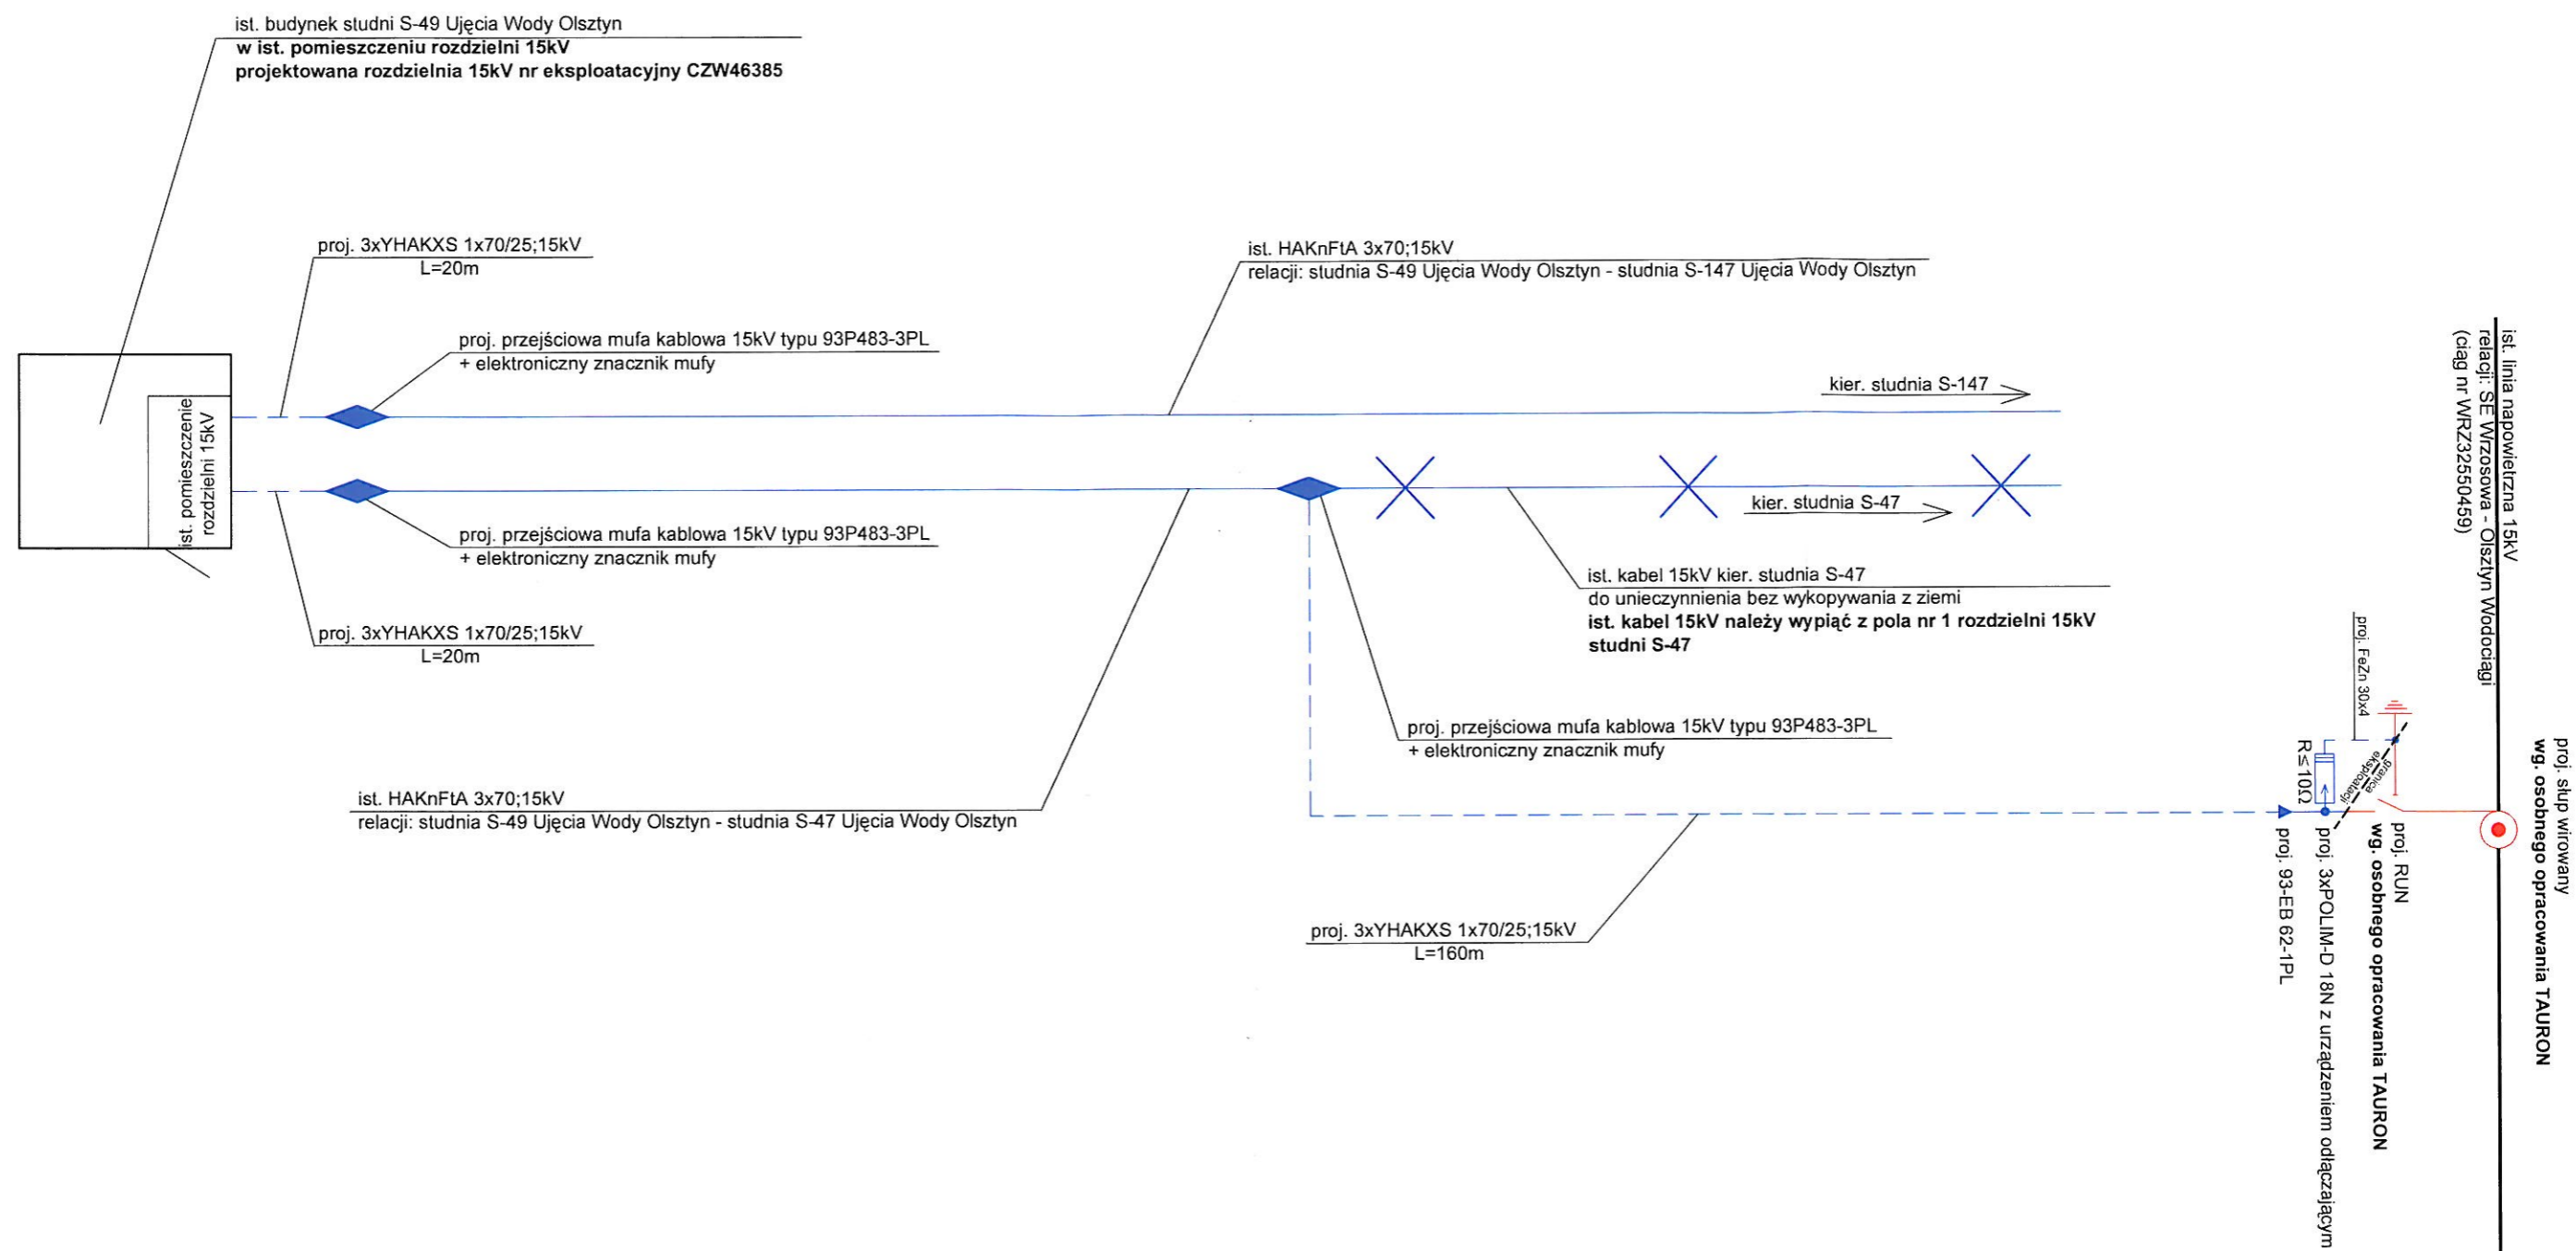 ist. budynek studni S-49 Ujęcia Wody Olsztyn
w ist. pomieszczeniu rozdzielni 15kV
projektowana rozdzielnia 15kV nr eksploatacyjny CZW46385
proj. 3xYHAKXS 1x70/25;15kV
L=20m
proj. przejściowa mufa kablowa 15kV typu 93P483-3PL
+ elektroniczny znacznik mufy
ist. HAKnFtA 3x70;15kV
relacji: studnia S-49 Ujęcia Wody Olsztyn - studnia S-147 Ujęcia Wody Olsztyn
kier. studnia S-147
ist. pomieszczenie
rozdzielni 15kV
kier. studnia S-47
proj. przejściowa mufa kablowa 15kV typu 93P483-3PL
+ elektroniczny znacznik mufy
proj. 3xYHAKXS 1x70/25;15kV
L=20m
ist. kabel 15kV kier. studnia S-47
do unieczynnienia bez wykopywania z ziemi
ist. kabel 15kV należy wypiąć z pola nr 1 rozdzielni 15kV
studni S-47
proj. przejściowa mufa kablowa 15kV typu 93P483-3PL
+ elektroniczny znacznik mufy
ist. HAKnFtA 3x70;15kV
relacji: studnia S-49 Ujęcia Wody Olsztyn - studnia S-47 Ujęcia Wody Olsztyn
proj. 3xYHAKXS 1x70/25;15kV
L=160m
ist. linia napowietrzna 15kV
relacji: SE Wrzosowa - Olsztyn Wodociągi
(ciąg nr WRZ32550459)
proj. FeZn 30x4
R≤10Ω
granica
eksploatacji
proj. 93-EB 62-1PL
proj. 3xPOLIM-D 18N z urządzeniem odłączającym
proj. RUN
wg. osobnego opracowania TAURON
proj. słup wirowany
wg. osobnego opracowania TAURON